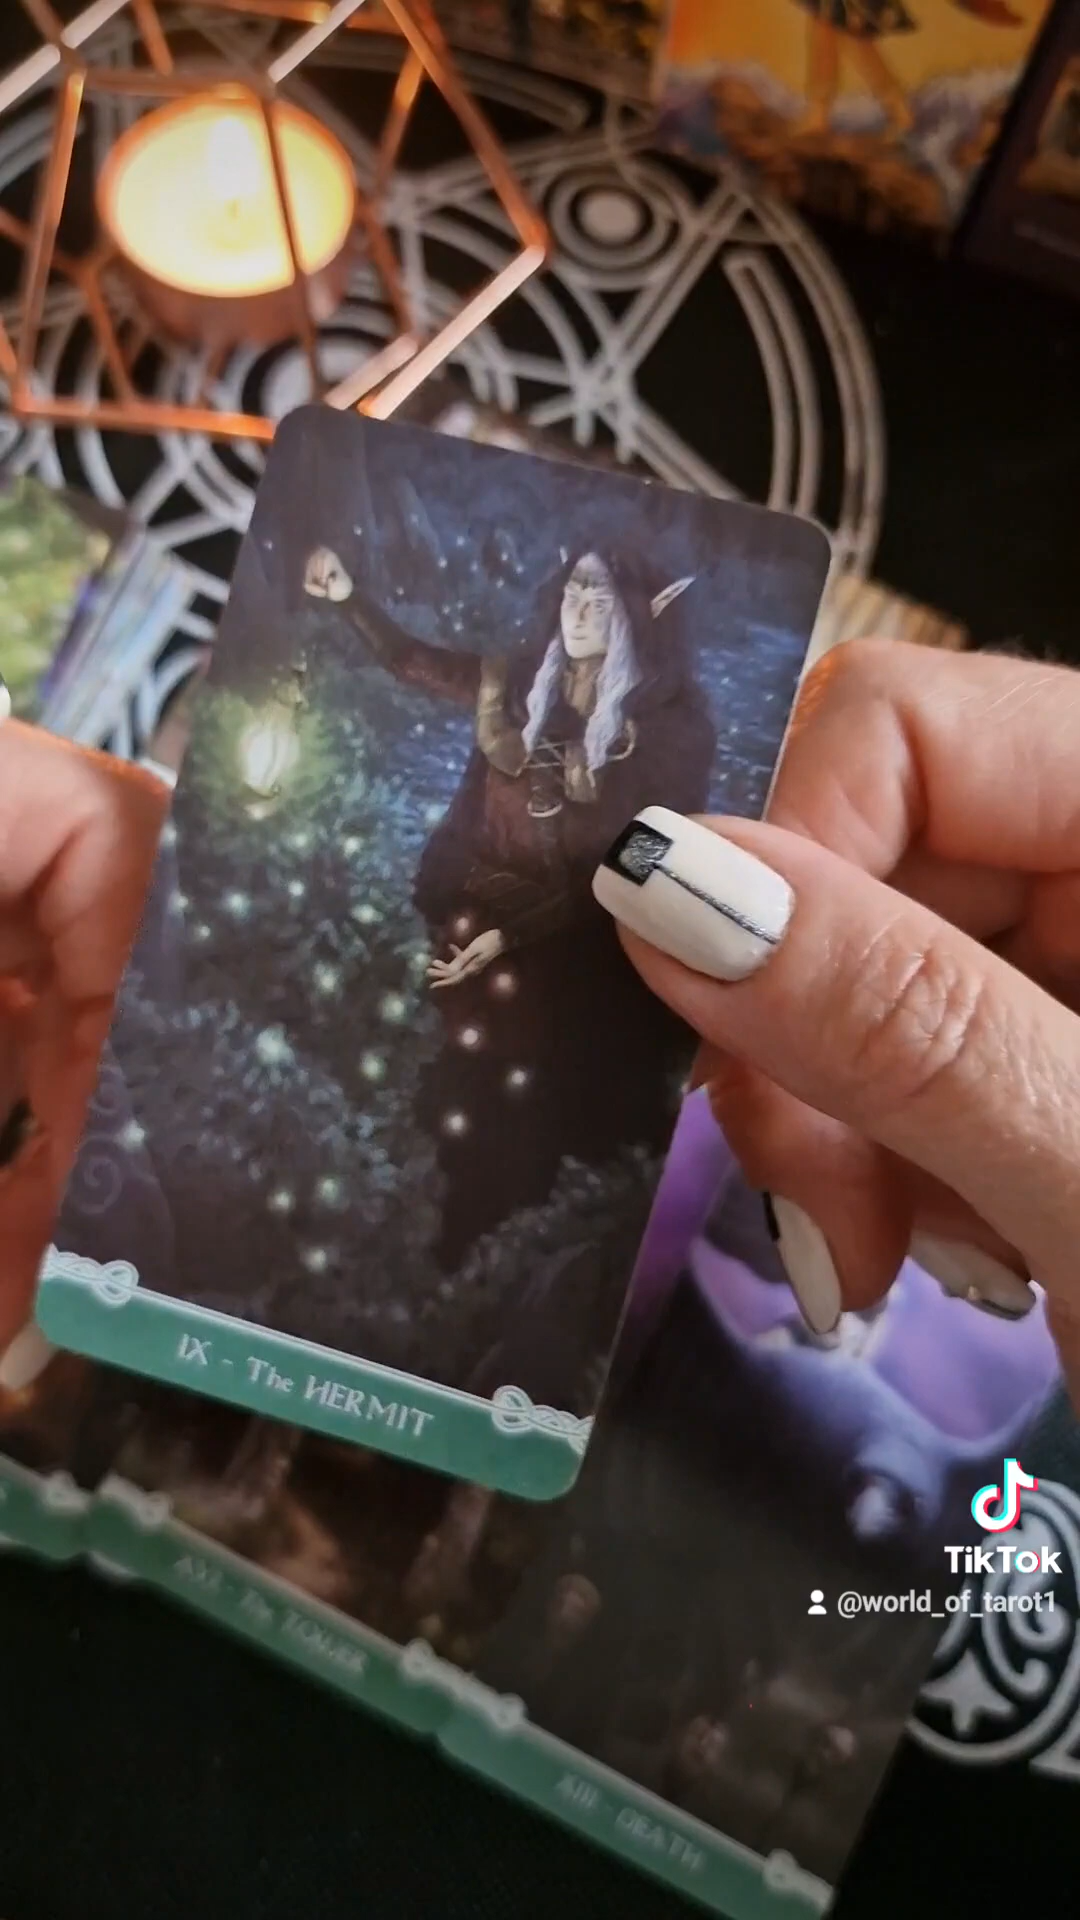 IX - The HERMIT
TikTok
@world_of_tarot1
XVI - The TOWER
XIII - DEATH